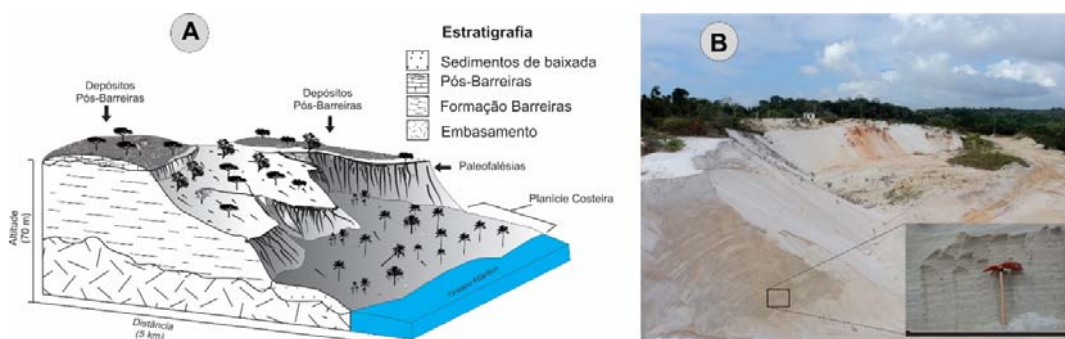 A
Estratigrafia
Sedimentos de baixada
Pós-Barreiras
Formação Barreiras
Embasamento
Depósitos
Pós-Barreiras
Depósitos
Pós-Barreiras
Paleofalésias
Planície Costeira
Altitude
(70 m)
Oceano Atlântico
Distância
(5 km)
B